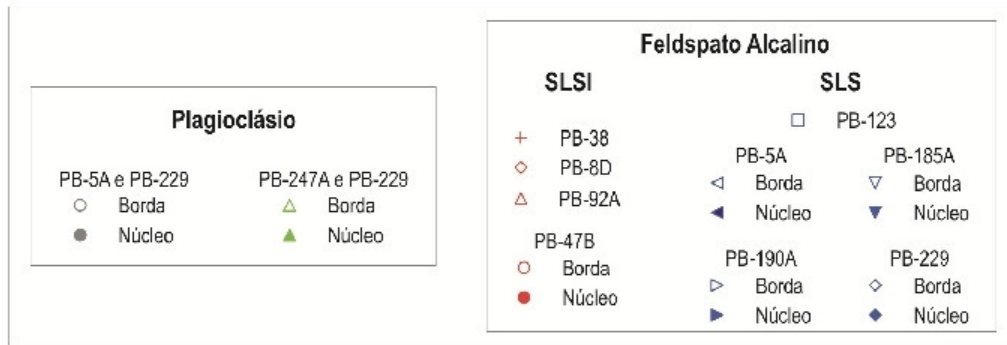 Plagioclásio
PB-5A e PB-229
Borda
Núcleo
PB-247A e PB-229
Borda
Núcleo
Feldspato Alcalino
SLSI
PB-38
PB-8D
PB-92A
PB-47B
Borda
Núcleo
SLS
PB-123
PB-5A
Borda
Núcleo
PB-185A
Borda
Núcleo
PB-190A
Borda
Núcleo
PB-229
Borda
Núcleo